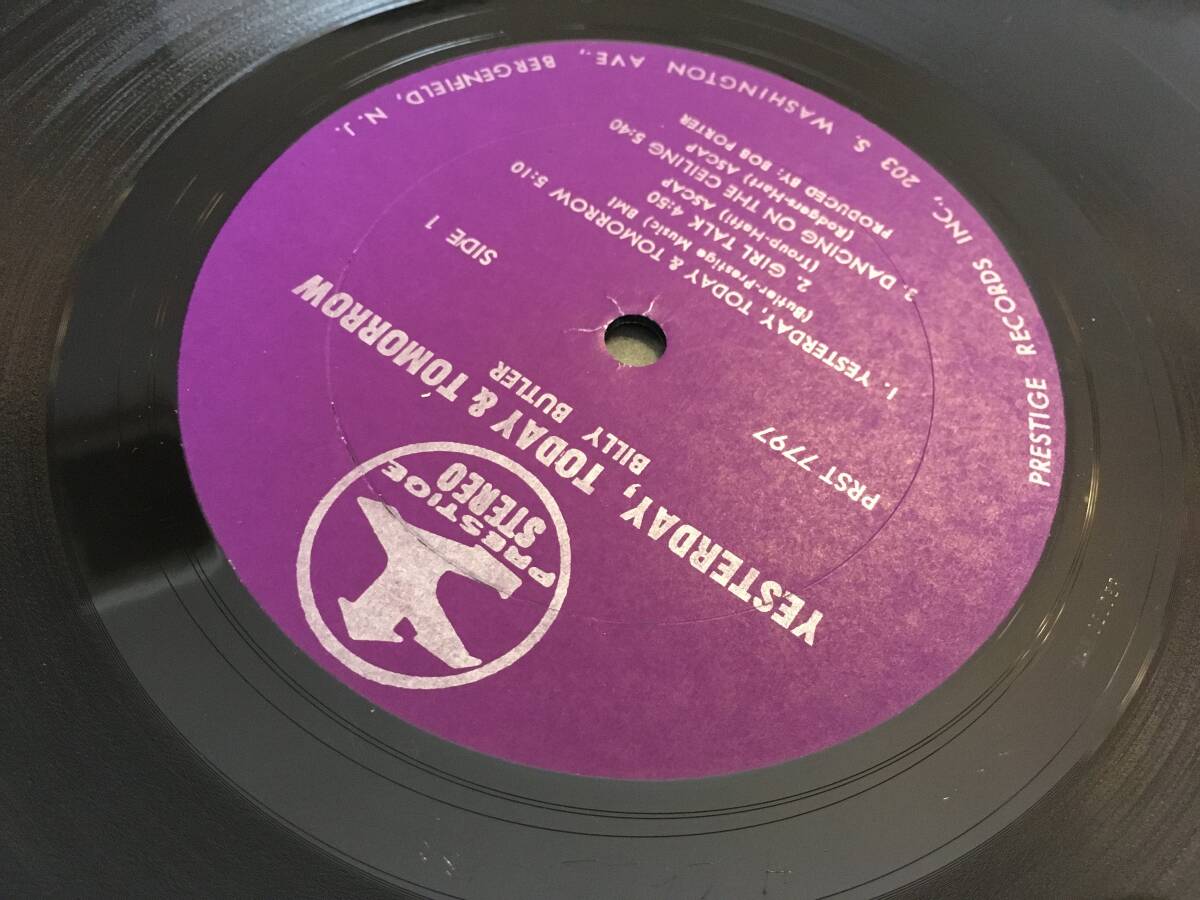 PRESTIGE
STEREO
YESTERDAY, TODAY & TOMORROW
BILLY BUTLER
PRST 7797
SIDE 1
1. YESTERDAY, TODAY & TOMORROW 5:10
(Butler-Prestige Music) BMI
2. GIRL TALK 4:50
(Troup-Hefti) ASCAP
3 DANCING ON THE CEILING 5:40
(Rodgers-Hart) ASCAP
PRODUCED BY: BOB PORTER
PRESTIGE RECORDS INC., 203 S. WASHINGTON AVE., BERGENFIELD, N. J.